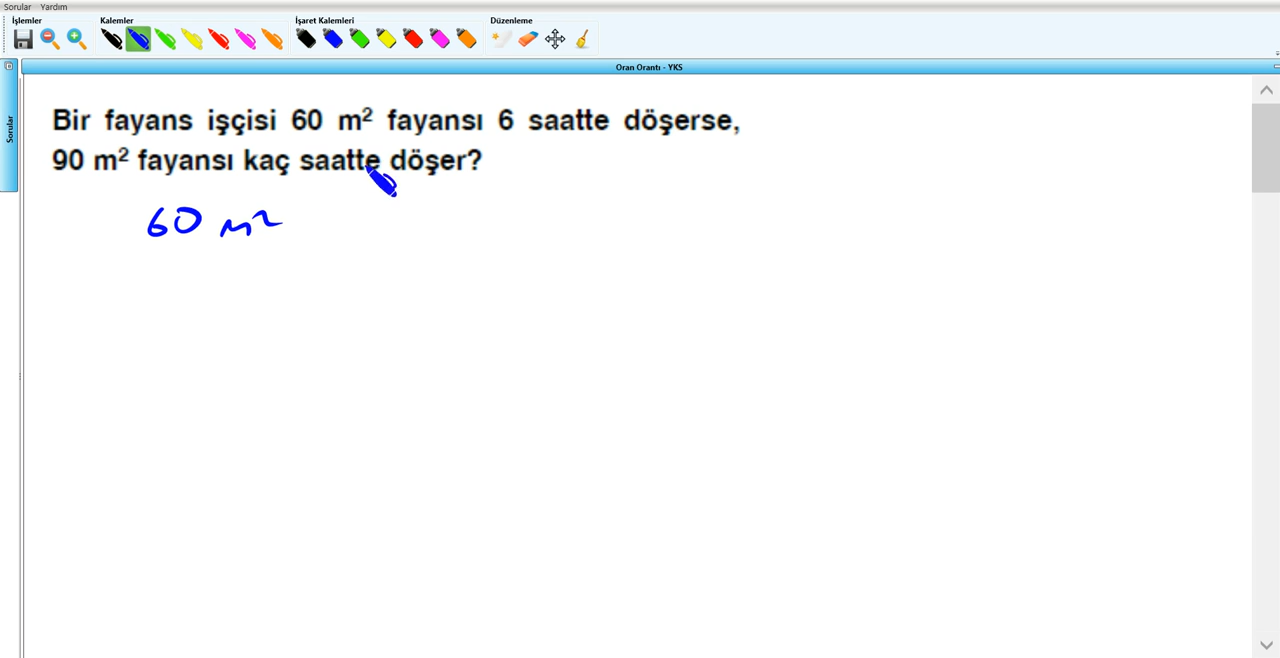 Sorular Yardım
İşlemler Kalemler İşaret Kalemleri Düzenleme
Oran Orantı - YKS
Sorular
Bir fayans işçisi 60 m² fayansı 6 saatte döşerse,
90 m² fayansı kaç saatte döşer?
60 m²